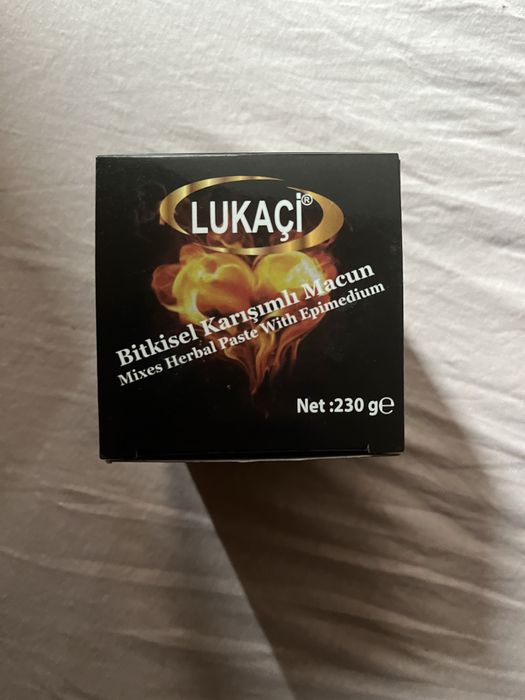 LUKAÇİ®
Bitkisel Karışımlı Macun
Mixes Herbal Paste With Epimedium
Net :230 g℮